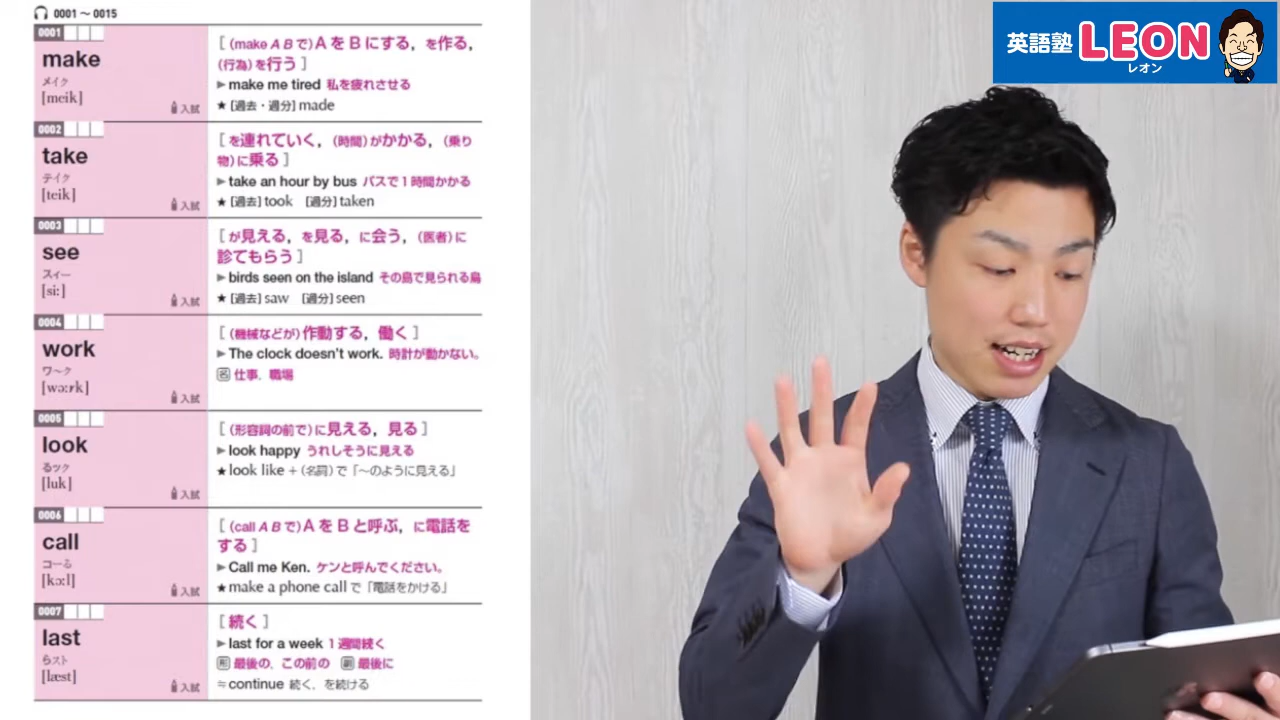 0001 ～ 0015
0001
make
メイク
[meik]
入試
[ (make A B で) A を B にする, を作る,
(行為) を行う ]
▶ make me tired 私を疲れさせる
★ [過去・過分] made
0002
take
テイク
[teik]
入試
[ を連れていく, (時間) がかかる, (乗り
物) に乗る ]
▶ take an hour by bus バスで1時間かかる
★ [過去] took [過分] taken
0003
see
スィー
[si:]
入試
[ が見える, を見る, に会う, (医者) に
診てもらう ]
▶ birds seen on the island その島で見られる鳥
★ [過去] saw [過分] seen
0004
work
ワ～ク
[wə:rk]
入試
[ (機械などが) 作動する, 働く ]
▶ The clock doesn't work. 時計が動かない。
名 仕事, 職場
0005
look
るック
[luk]
入試
[ (形容詞の前で) に見える, 見る ]
▶ look happy うれしそうに見える
★ look like + (名詞) で「～のように見える」
0006
call
コーる
[kɔ:l]
入試
[ (call A B で) A を B と呼ぶ, に電話を
する ]
▶ Call me Ken. ケンと呼んでください。
★ make a phone call で「電話をかける」
0007
last
らスト
[læst]
入試
[ 続く ]
▶ last for a week 1週間続く
形 最後の, この前の 副 最後に
≒ continue 続く, を続ける
英語塾 LEON
レオン